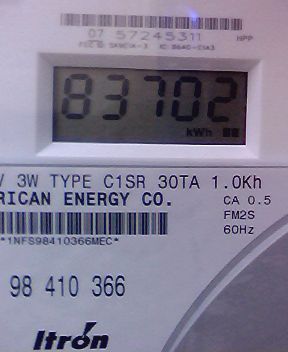 07 57245311 HPP
83702
kWh
V 3W TYPE C1SR 30TA 1.0Kh
RICAN ENERGY CO. CA 0.5
FM2S
60Hz
*1NFS98410366MEC*
98 410 366
Itron